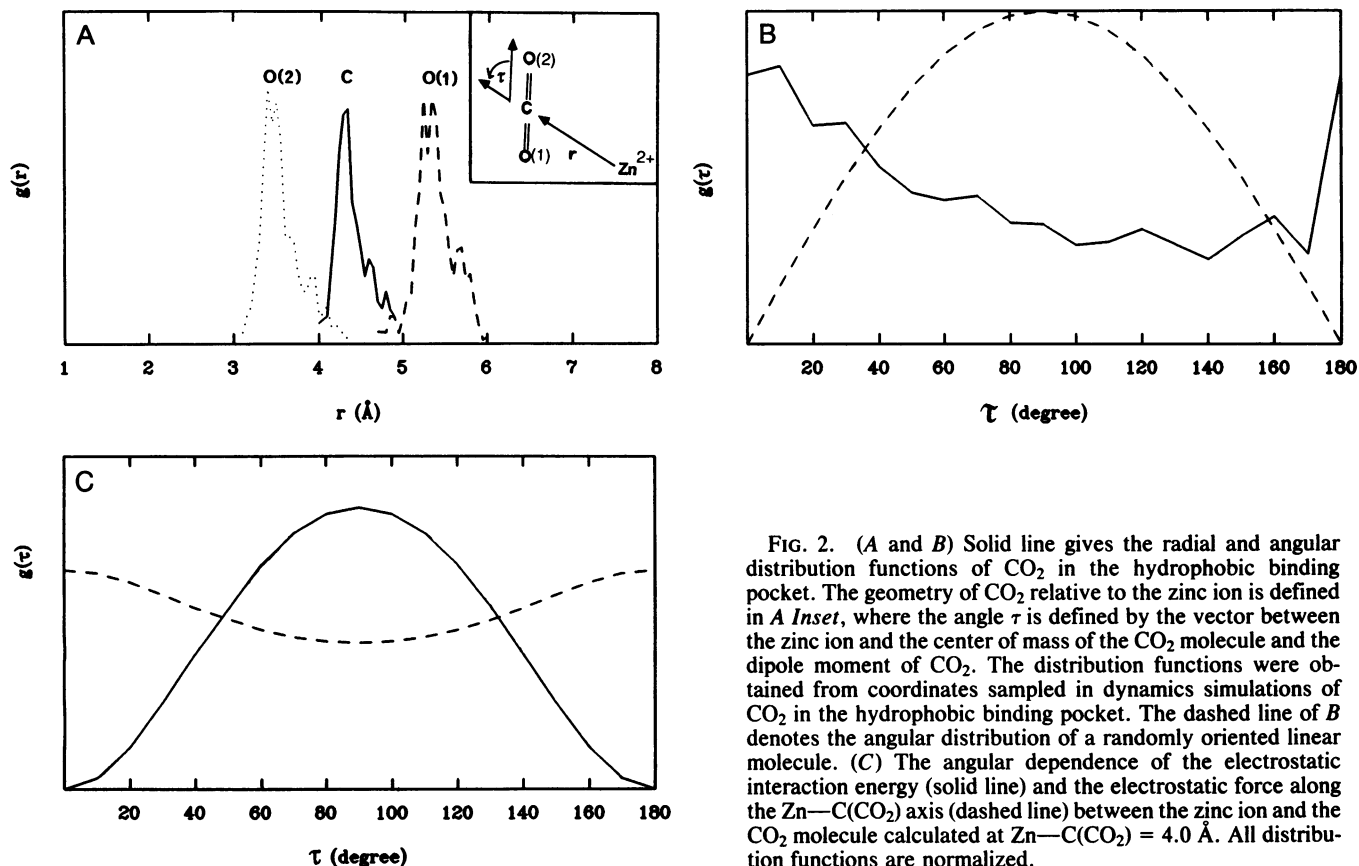 A
O(2) C O(1)
O(2)
τ
C
O(1)
r
Zn2+
g(r)
1 2 3 4 5 6 7 8
r (Å)
B
g(τ)
20 40 60 80 100 120 140 160 180
τ (degree)
C
g(τ)
20 40 60 80 100 120 140 160 180
τ (degree)
FIG. 2. (A and B) Solid line gives the radial and angular
distribution functions of CO2 in the hydrophobic binding
pocket. The geometry of CO2 relative to the zinc ion is defined
in A Inset, where the angle τ is defined by the vector between
the zinc ion and the center of mass of the CO2 molecule and the
dipole moment of CO2. The distribution functions were ob-
tained from coordinates sampled in dynamics simulations of
CO2 in the hydrophobic binding pocket. The dashed line of B
denotes the angular distribution of a randomly oriented linear
molecule. (C) The angular dependence of the electrostatic
interaction energy (solid line) and the electrostatic force along
the Zn—C(CO2) axis (dashed line) between the zinc ion and the
CO2 molecule calculated at Zn—C(CO2) = 4.0 Å. All distribu-
tion functions are normalized.